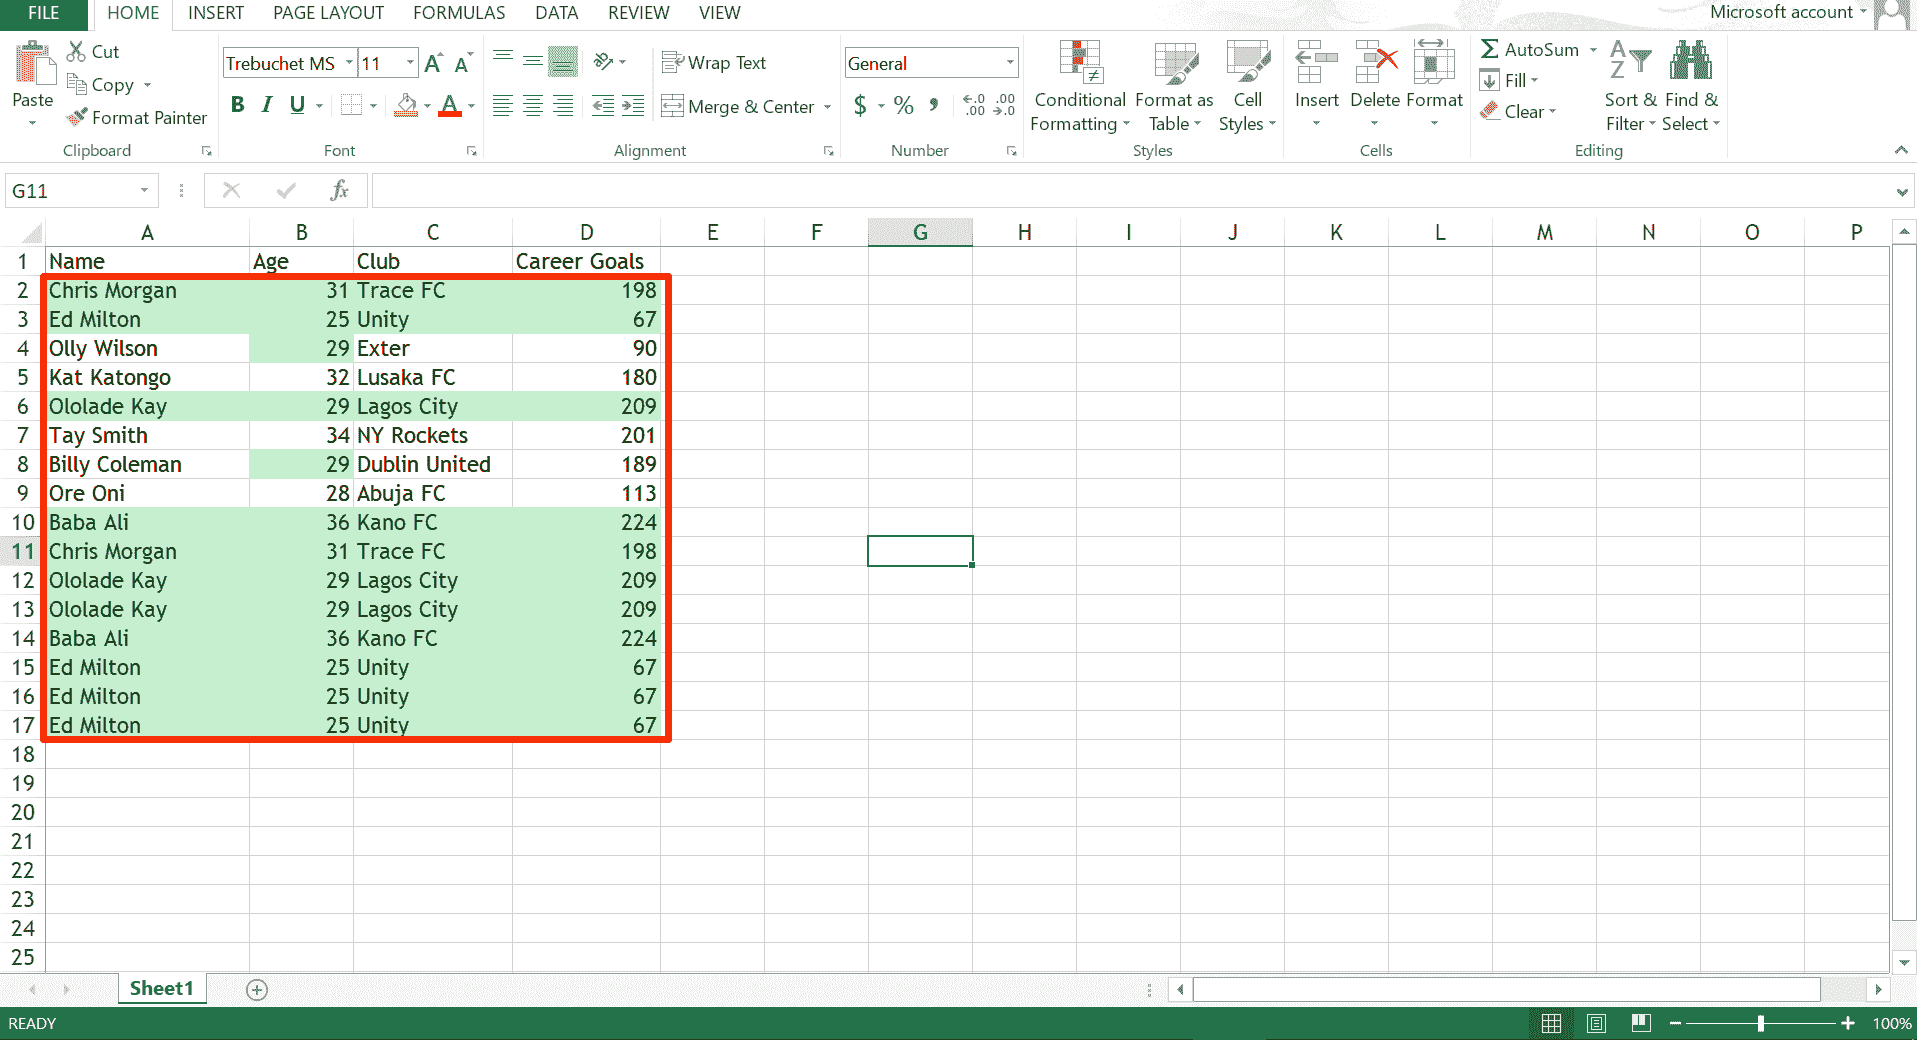 FILE HOME INSERT PAGE LAYOUT FORMULAS DATA REVIEW VIEW Microsoft account
Paste Cut Copy Format Painter
Clipboard
Trebuchet MS 11 A A
B I U A
Font
Wrap Text
Merge & Center
Alignment
General
$ % , ←.0 .00 .00 →.0
Number
Conditional Formatting Format as Table Cell Styles
Styles
Insert Delete Format
Cells
AutoSum Fill Clear
Sort & Filter Find & Select
Editing
G11 fx
A B C D E F G H I J K L M N O P
1 Name Age Club Career Goals
2 Chris Morgan 31 Trace FC 198
3 Ed Milton 25 Unity 67
4 Olly Wilson 29 Exter 90
5 Kat Katongo 32 Lusaka FC 180
6 Ololade Kay 29 Lagos City 209
7 Tay Smith 34 NY Rockets 201
8 Billy Coleman 29 Dublin United 189
9 Ore Oni 28 Abuja FC 113
10 Baba Ali 36 Kano FC 224
11 Chris Morgan 31 Trace FC 198
12 Ololade Kay 29 Lagos City 209
13 Ololade Kay 29 Lagos City 209
14 Baba Ali 36 Kano FC 224
15 Ed Milton 25 Unity 67
16 Ed Milton 25 Unity 67
17 Ed Milton 25 Unity 67
18
19
20
21
22
23
24
25
Sheet1
READY 100%